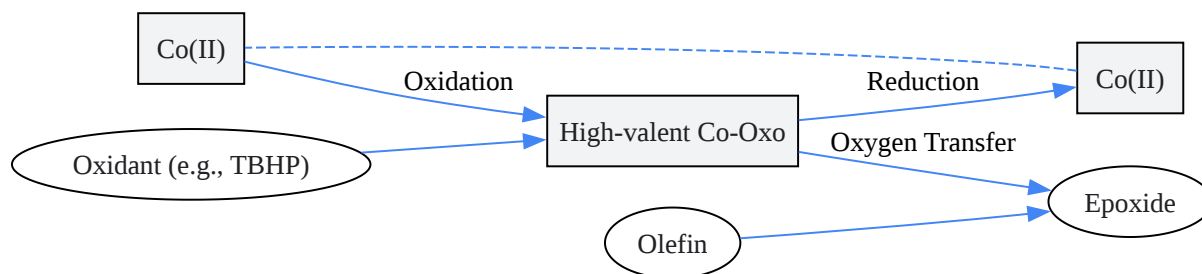 Co(II)
Oxidation
Oxidant (e.g., TBHP)
High-valent Co-Oxo
Reduction
Co(II)
Oxygen Transfer
Olefin
Epoxide